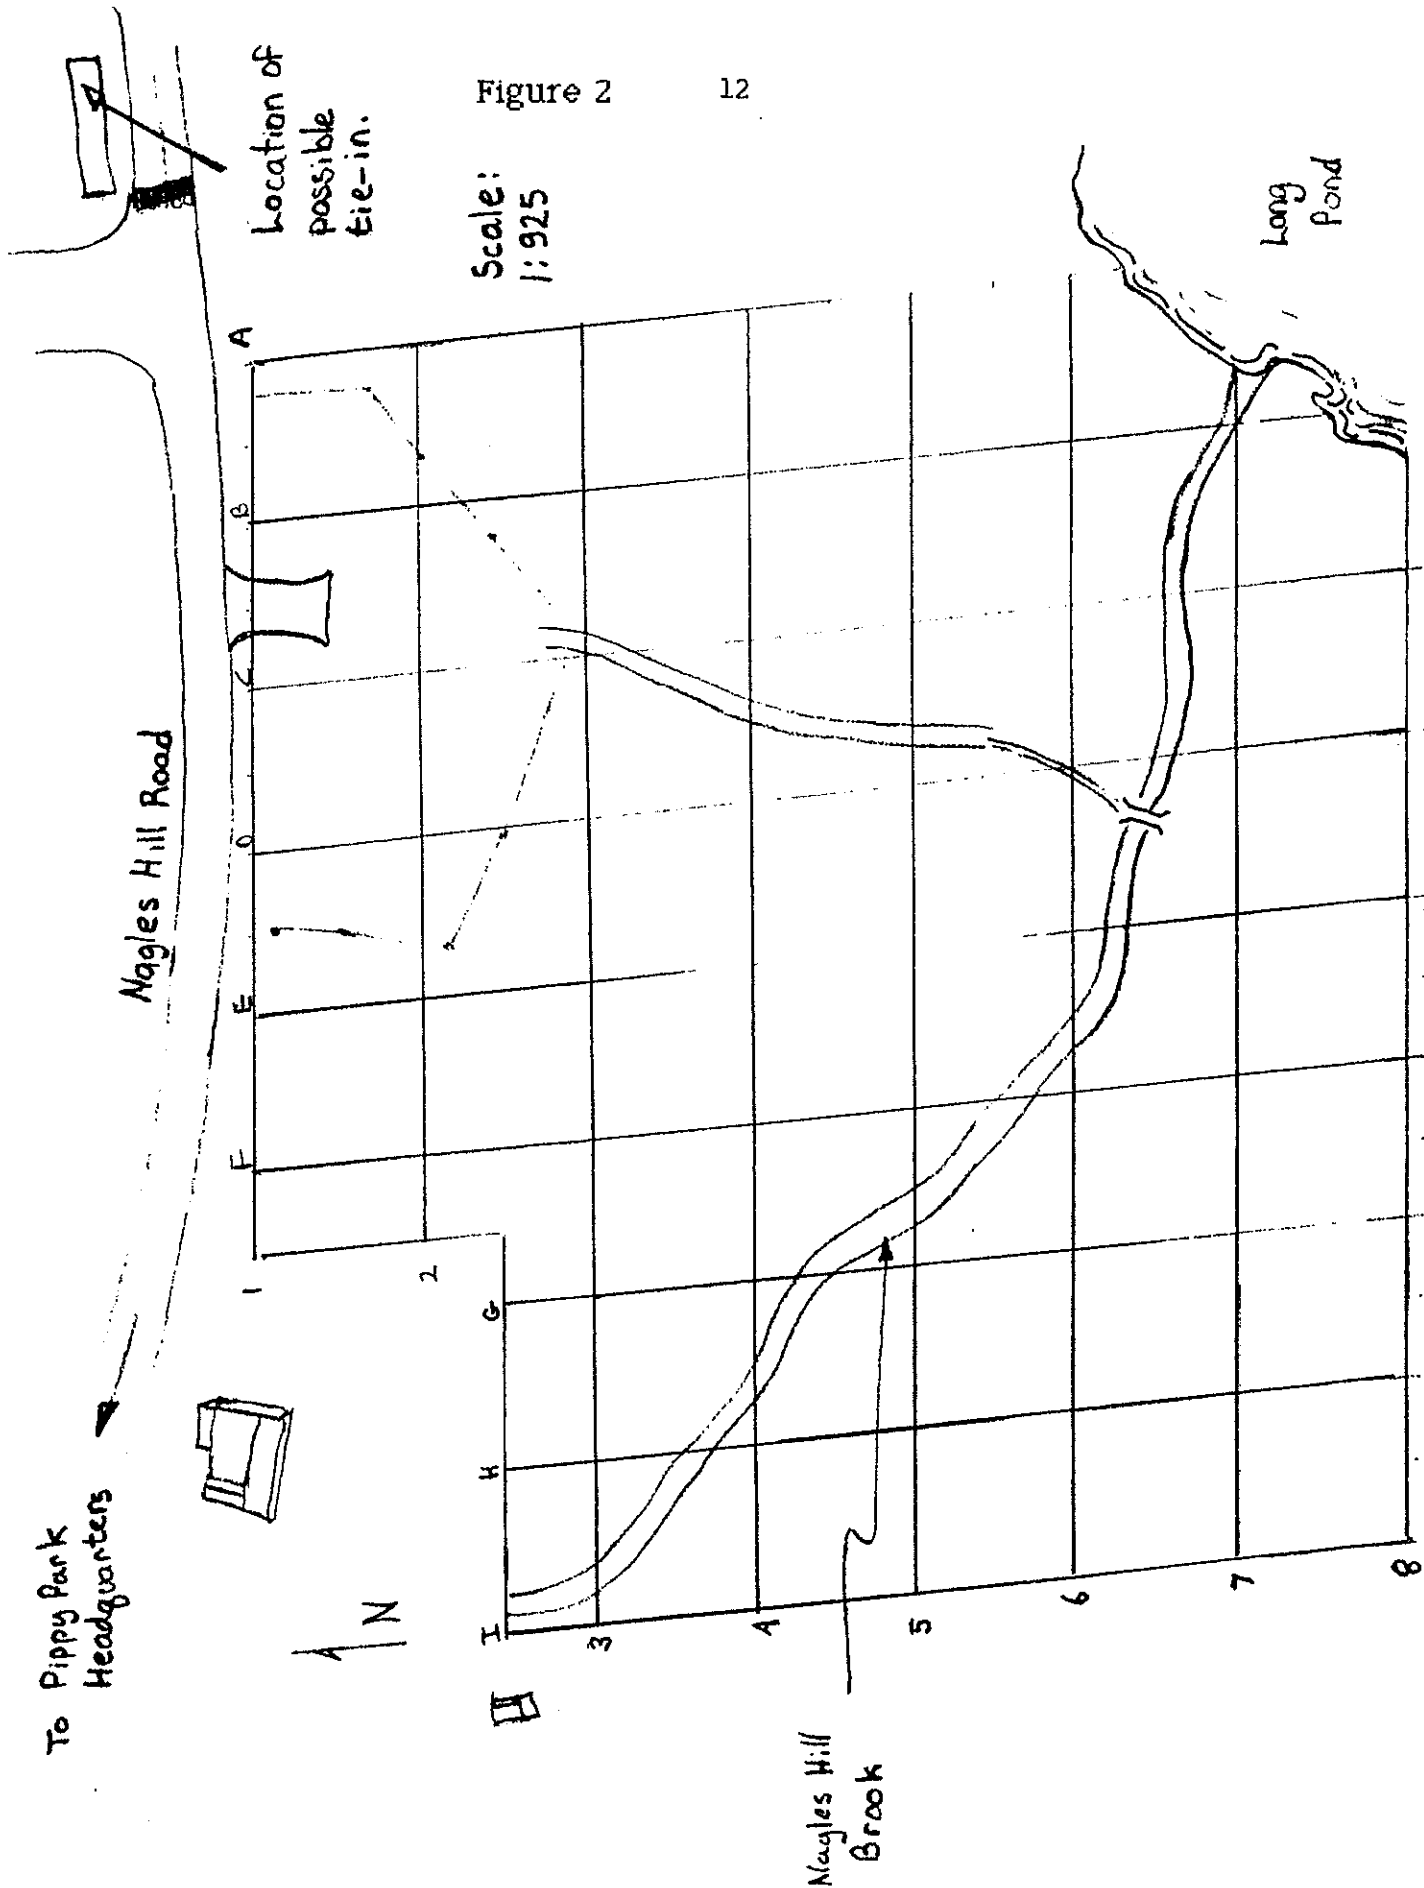 Figure 2 12
To Pippy Park
Headquarters
Nagles Hill Road
Location of
possible
tie-in.
Scale:
1:925
N
I
H
G
F
E
D
C
B
A
1
2
3
4
5
6
7
8
Nagles Hill
Brook
Long
Pond